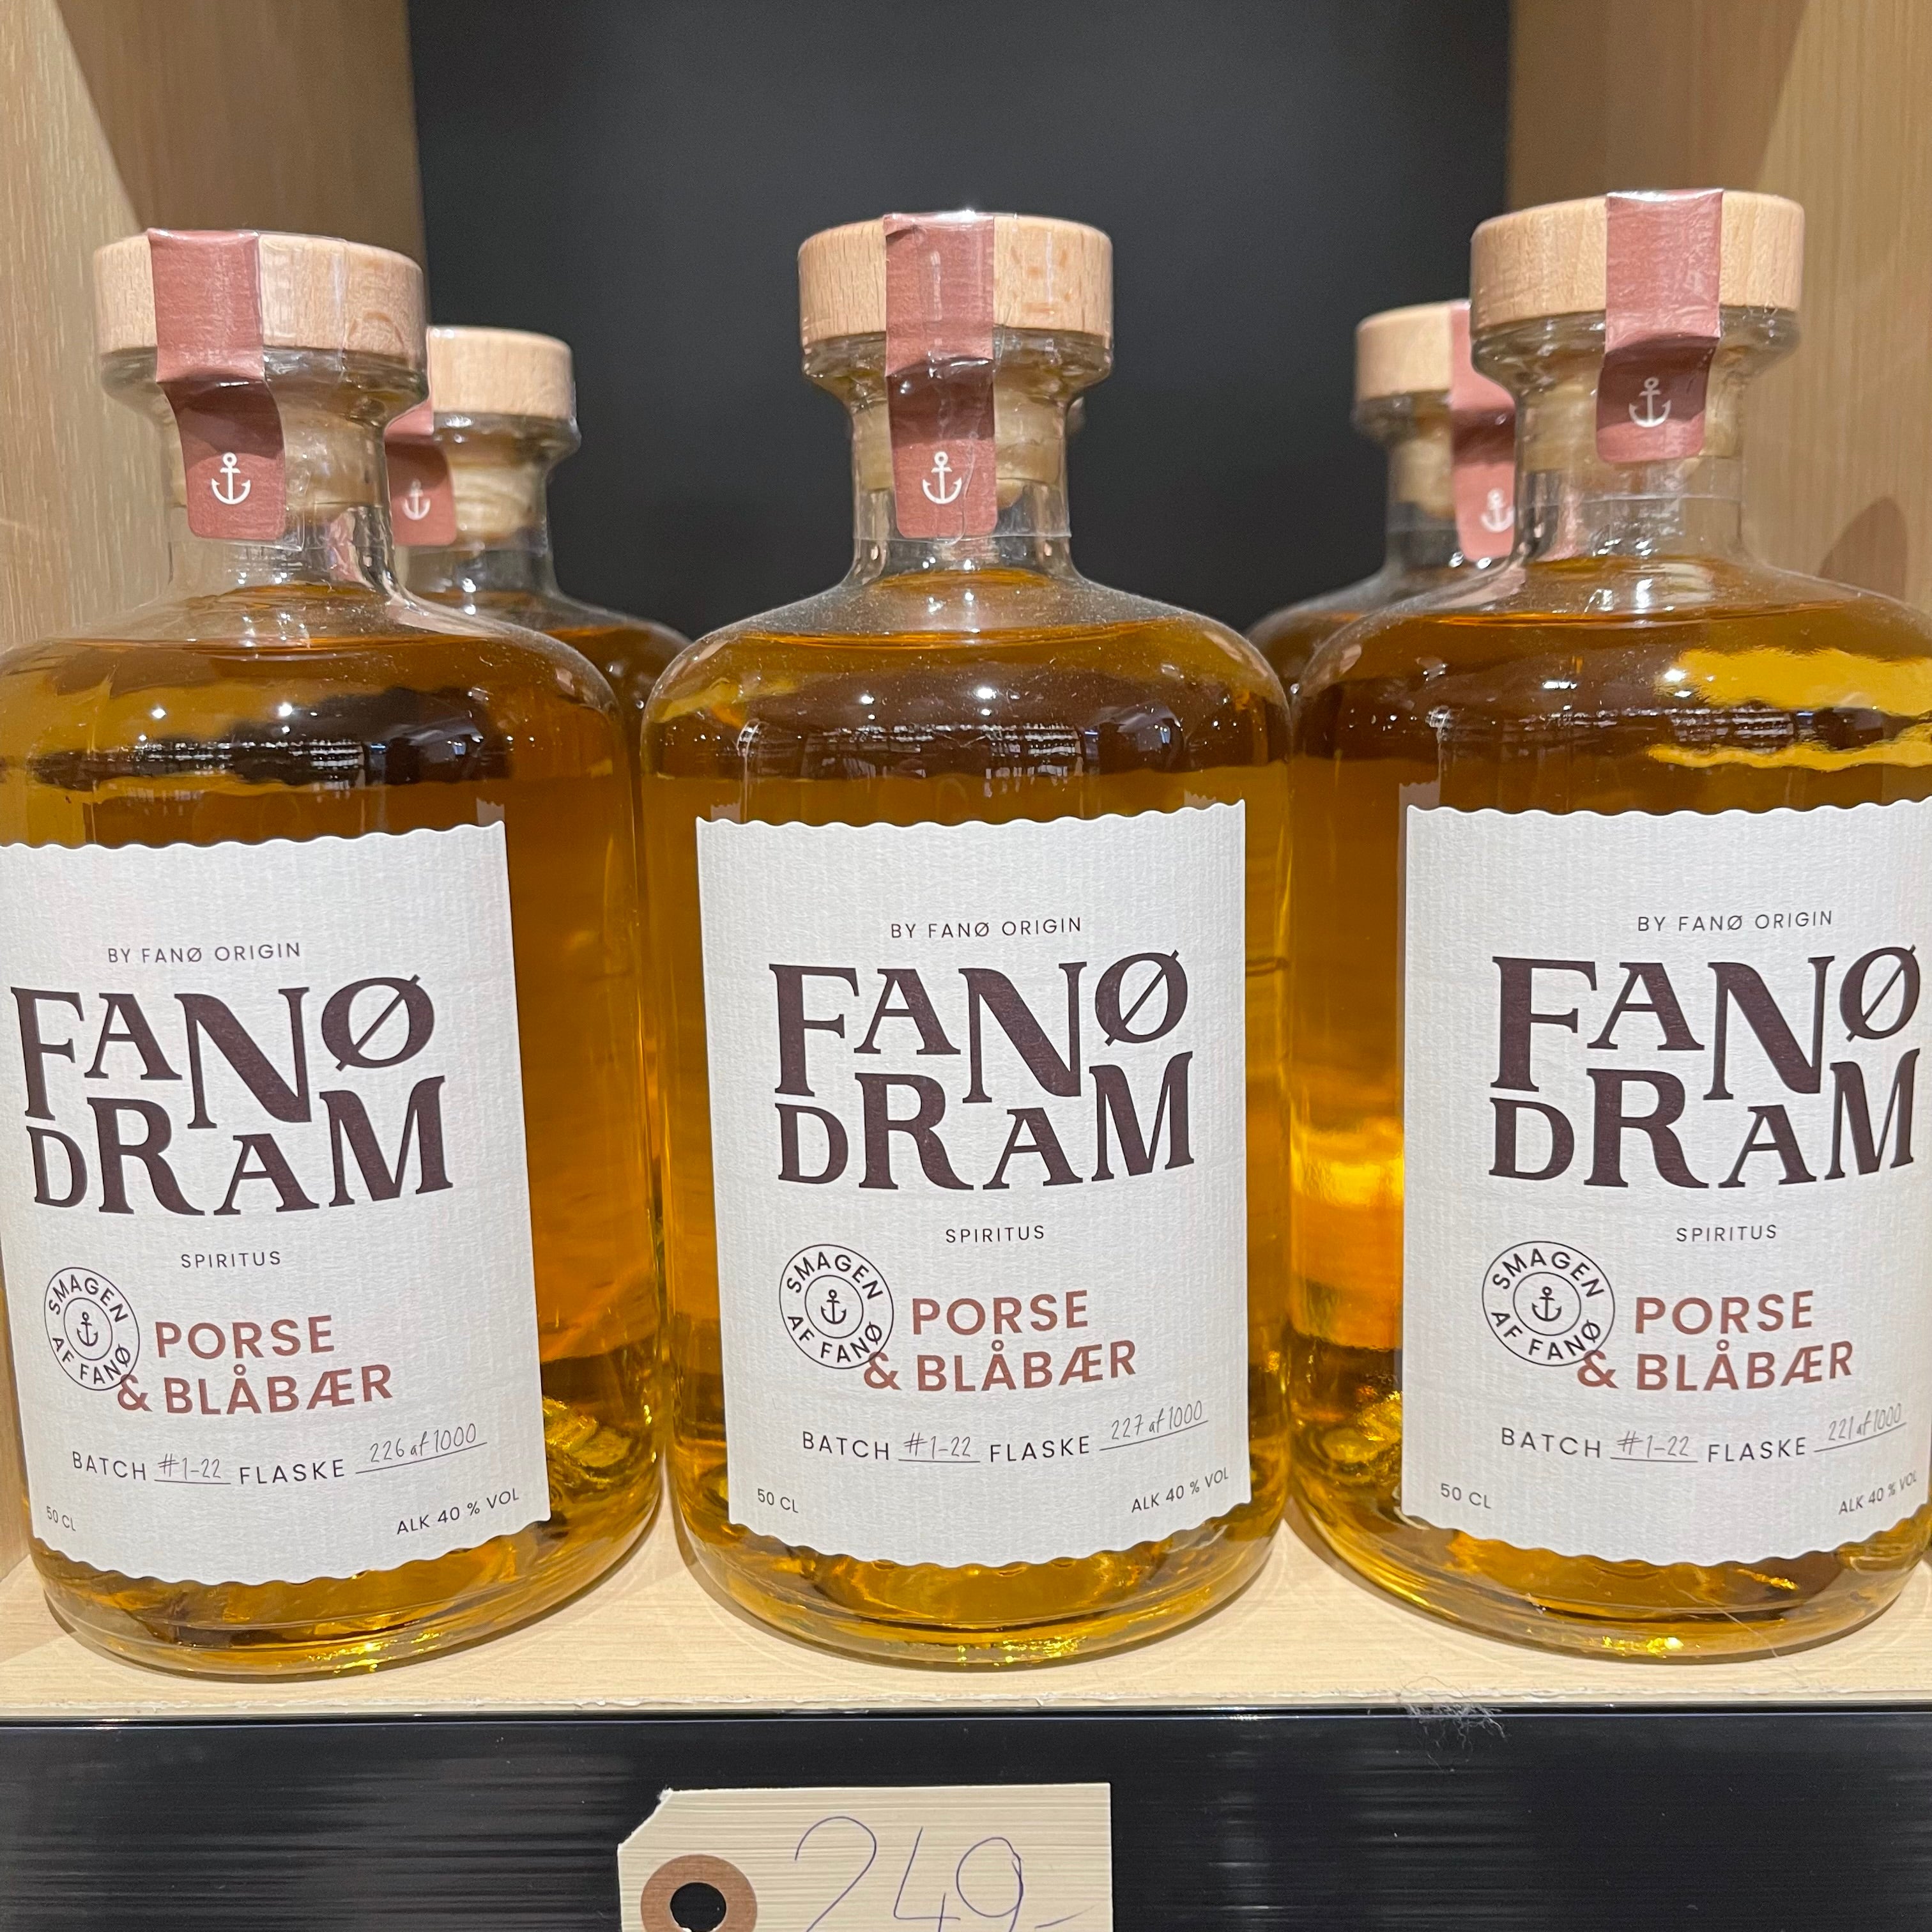 BY FANØ ORIGIN
FANØ
DRAM
SPIRITUS
SMAGEN AF FANØ
PORSE
& BLÅBÆR
BATCH #1-22 FLASKE 226 af 1000
50 CL ALK 40 % VOL
BY FANØ ORIGIN
FANØ
DRAM
SPIRITUS
SMAGEN AF FANØ
PORSE
& BLÅBÆR
BATCH #1-22 FLASKE 227 af 1000
50 CL ALK 40 % VOL
BY FANØ ORIGIN
FANØ
DRAM
SPIRITUS
SMAGEN AF FANØ
PORSE
& BLÅBÆR
BATCH #1-22 FLASKE 221 af 1000
50 CL ALK 40 % VOL
249,-